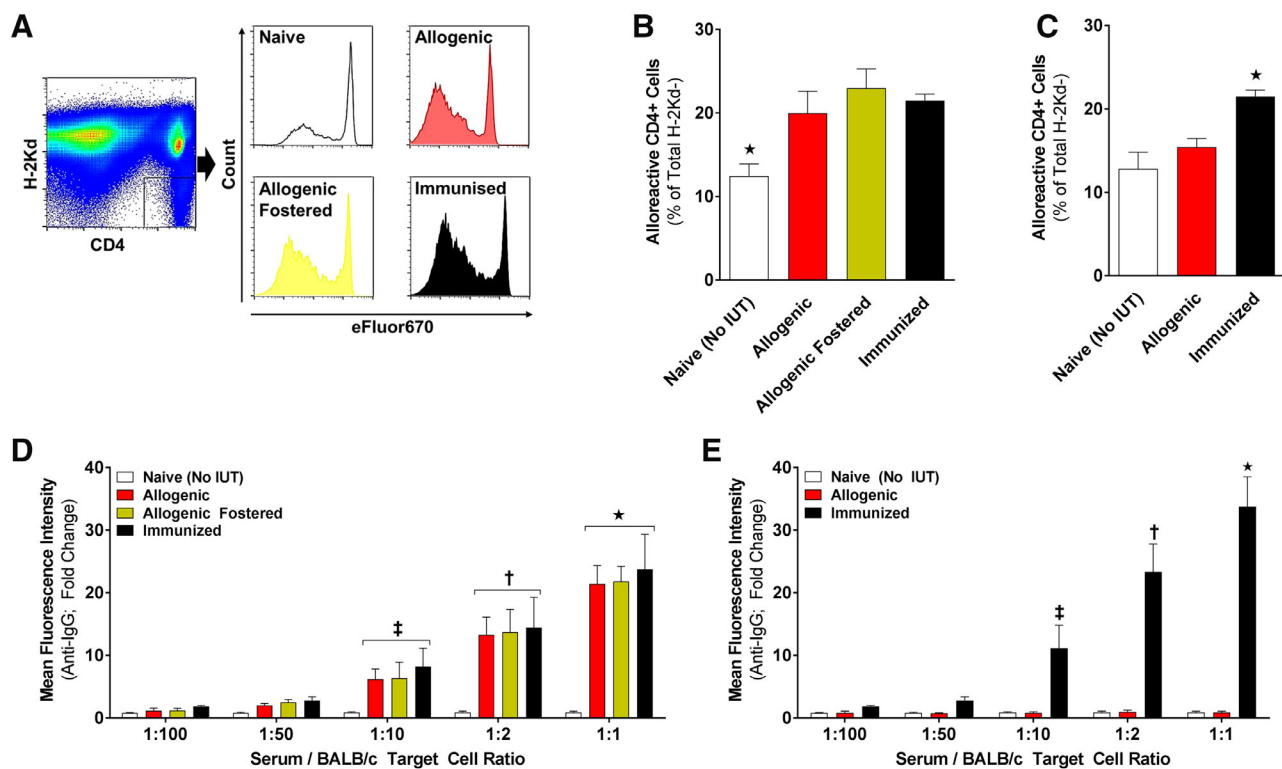 A
H-2Kd
CD4
Count
Naive
Allogenic
Allogenic
Fostered
Immunised
eFluor670
B
Alloreactive CD4+ Cells
(% of Total H-2Kd-)
30
20
10
0
★
Naive (No IUT)
Allogenic
Allogenic Fostered
Immunized
C
Alloreactive CD4+ Cells
(% of Total H-2Kd-)
30
20
10
0
★
Naive (No IUT)
Allogenic
Immunized
D
Mean Fluorescence Intensity
(Anti-IgG; Fold Change)
40
30
20
10
0
Naive (No IUT)
Allogenic
Allogenic Fostered
Immunized
‡
†
★
1:100 1:50 1:10 1:2 1:1
Serum / BALB/c Target Cell Ratio
E
Mean Fluorescence Intensity
(Anti-IgG; Fold Change)
40
30
20
10
0
Naive (No IUT)
Allogenic
Immunized
‡
†
★
1:100 1:50 1:10 1:2 1:1
Serum / BALB/c Target Cell Ratio